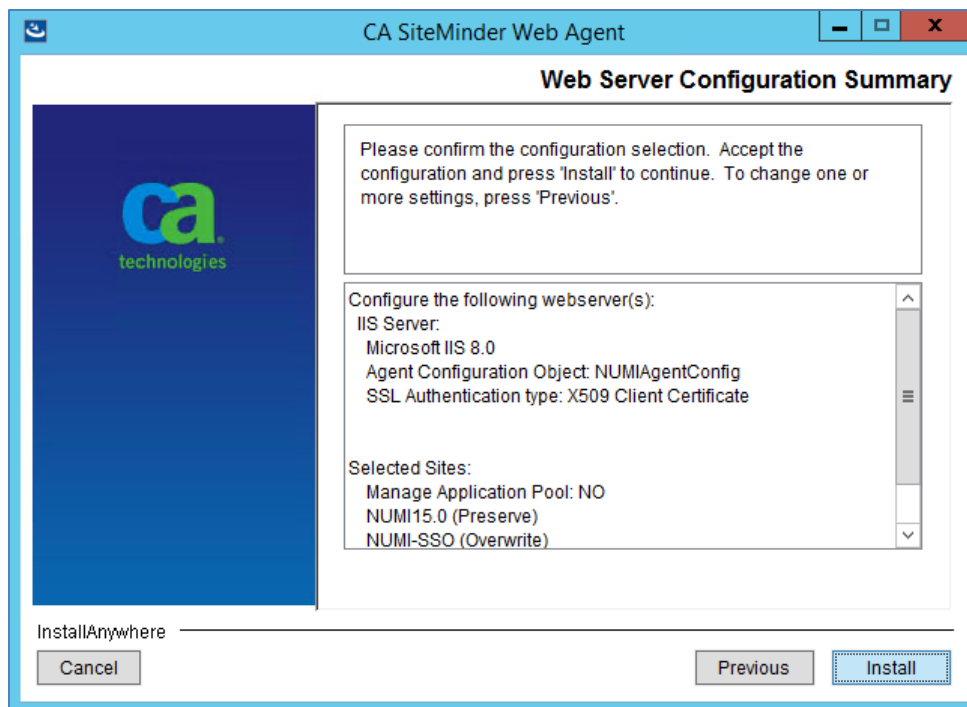 CA SiteMinder Web Agent
Web Server Configuration Summary
ca
technologies
Please confirm the configuration selection. Accept the
configuration and press 'Install' to continue. To change one or
more settings, press 'Previous'.
Configure the following webserver(s):
IIS Server:
Microsoft IIS 8.0
Agent Configuration Object: NUMIAgentConfig
SSL Authentication type: X509 Client Certificate
Selected Sites:
Manage Application Pool: NO
NUMI15.0 (Preserve)
NUMI-SSO (Overwrite)
InstallAnywhere
Cancel
Previous
Install